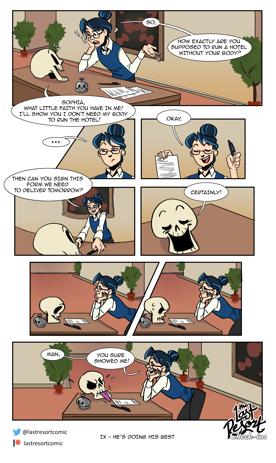 SO,
HOW EXACTLY ARE YOU
SUPPOSED TO RUN A HOTEL
WITHOUT YOUR BODY?
SOPHIA,
WHAT LITTLE FAITH YOU HAVE IN ME!
I'LL SHOW YOU I DON'T NEED MY BODY
TO RUN THE HOTEL!
...
OKAY.
THEN CAN YOU SIGN THIS
FORM WE NEED
TO DELIVER TOMORROW?
CERTAINLY!
MAN,
YOU SURE
SHOWED ME!
@lastresortcomic
lastresortcomic
IX - HE'S DOING HIS BEST
My
Last
Resort
CHECK-INN